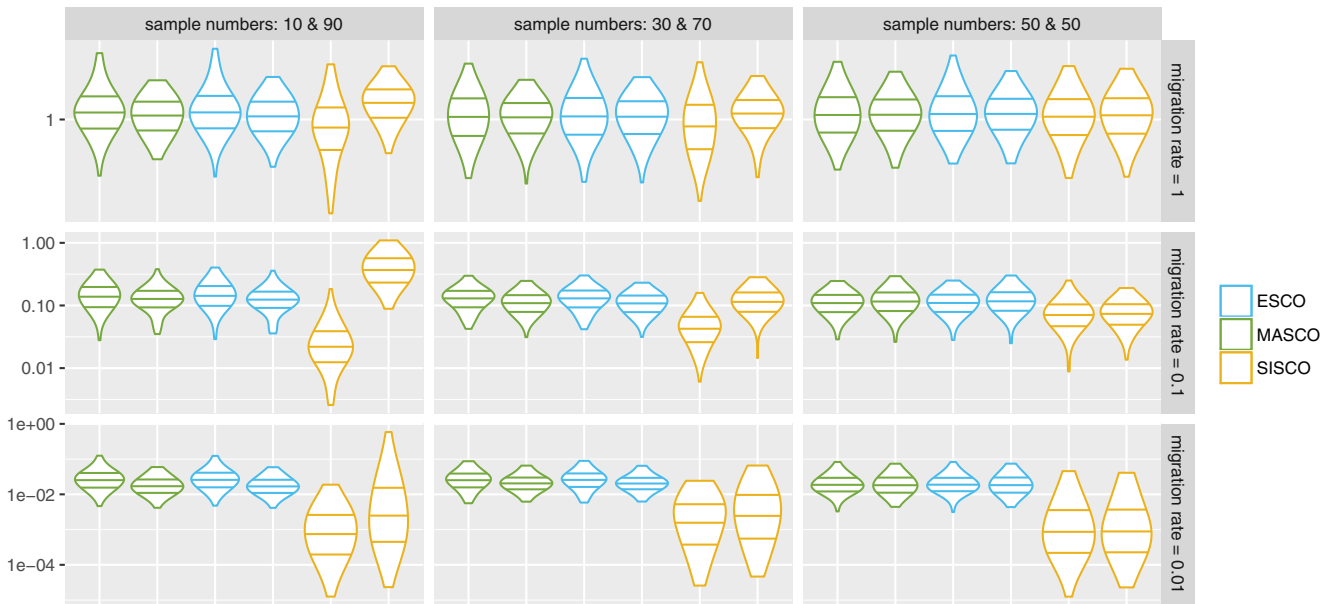 sample numbers: 10 & 90
sample numbers: 30 & 70
sample numbers: 50 & 50
1
migration rate = 1
1.00
0.10
0.01
migration rate = 0.1
1e+00
1e−02
1e−04
migration rate = 0.01
ESCO
MASCO
SISCO